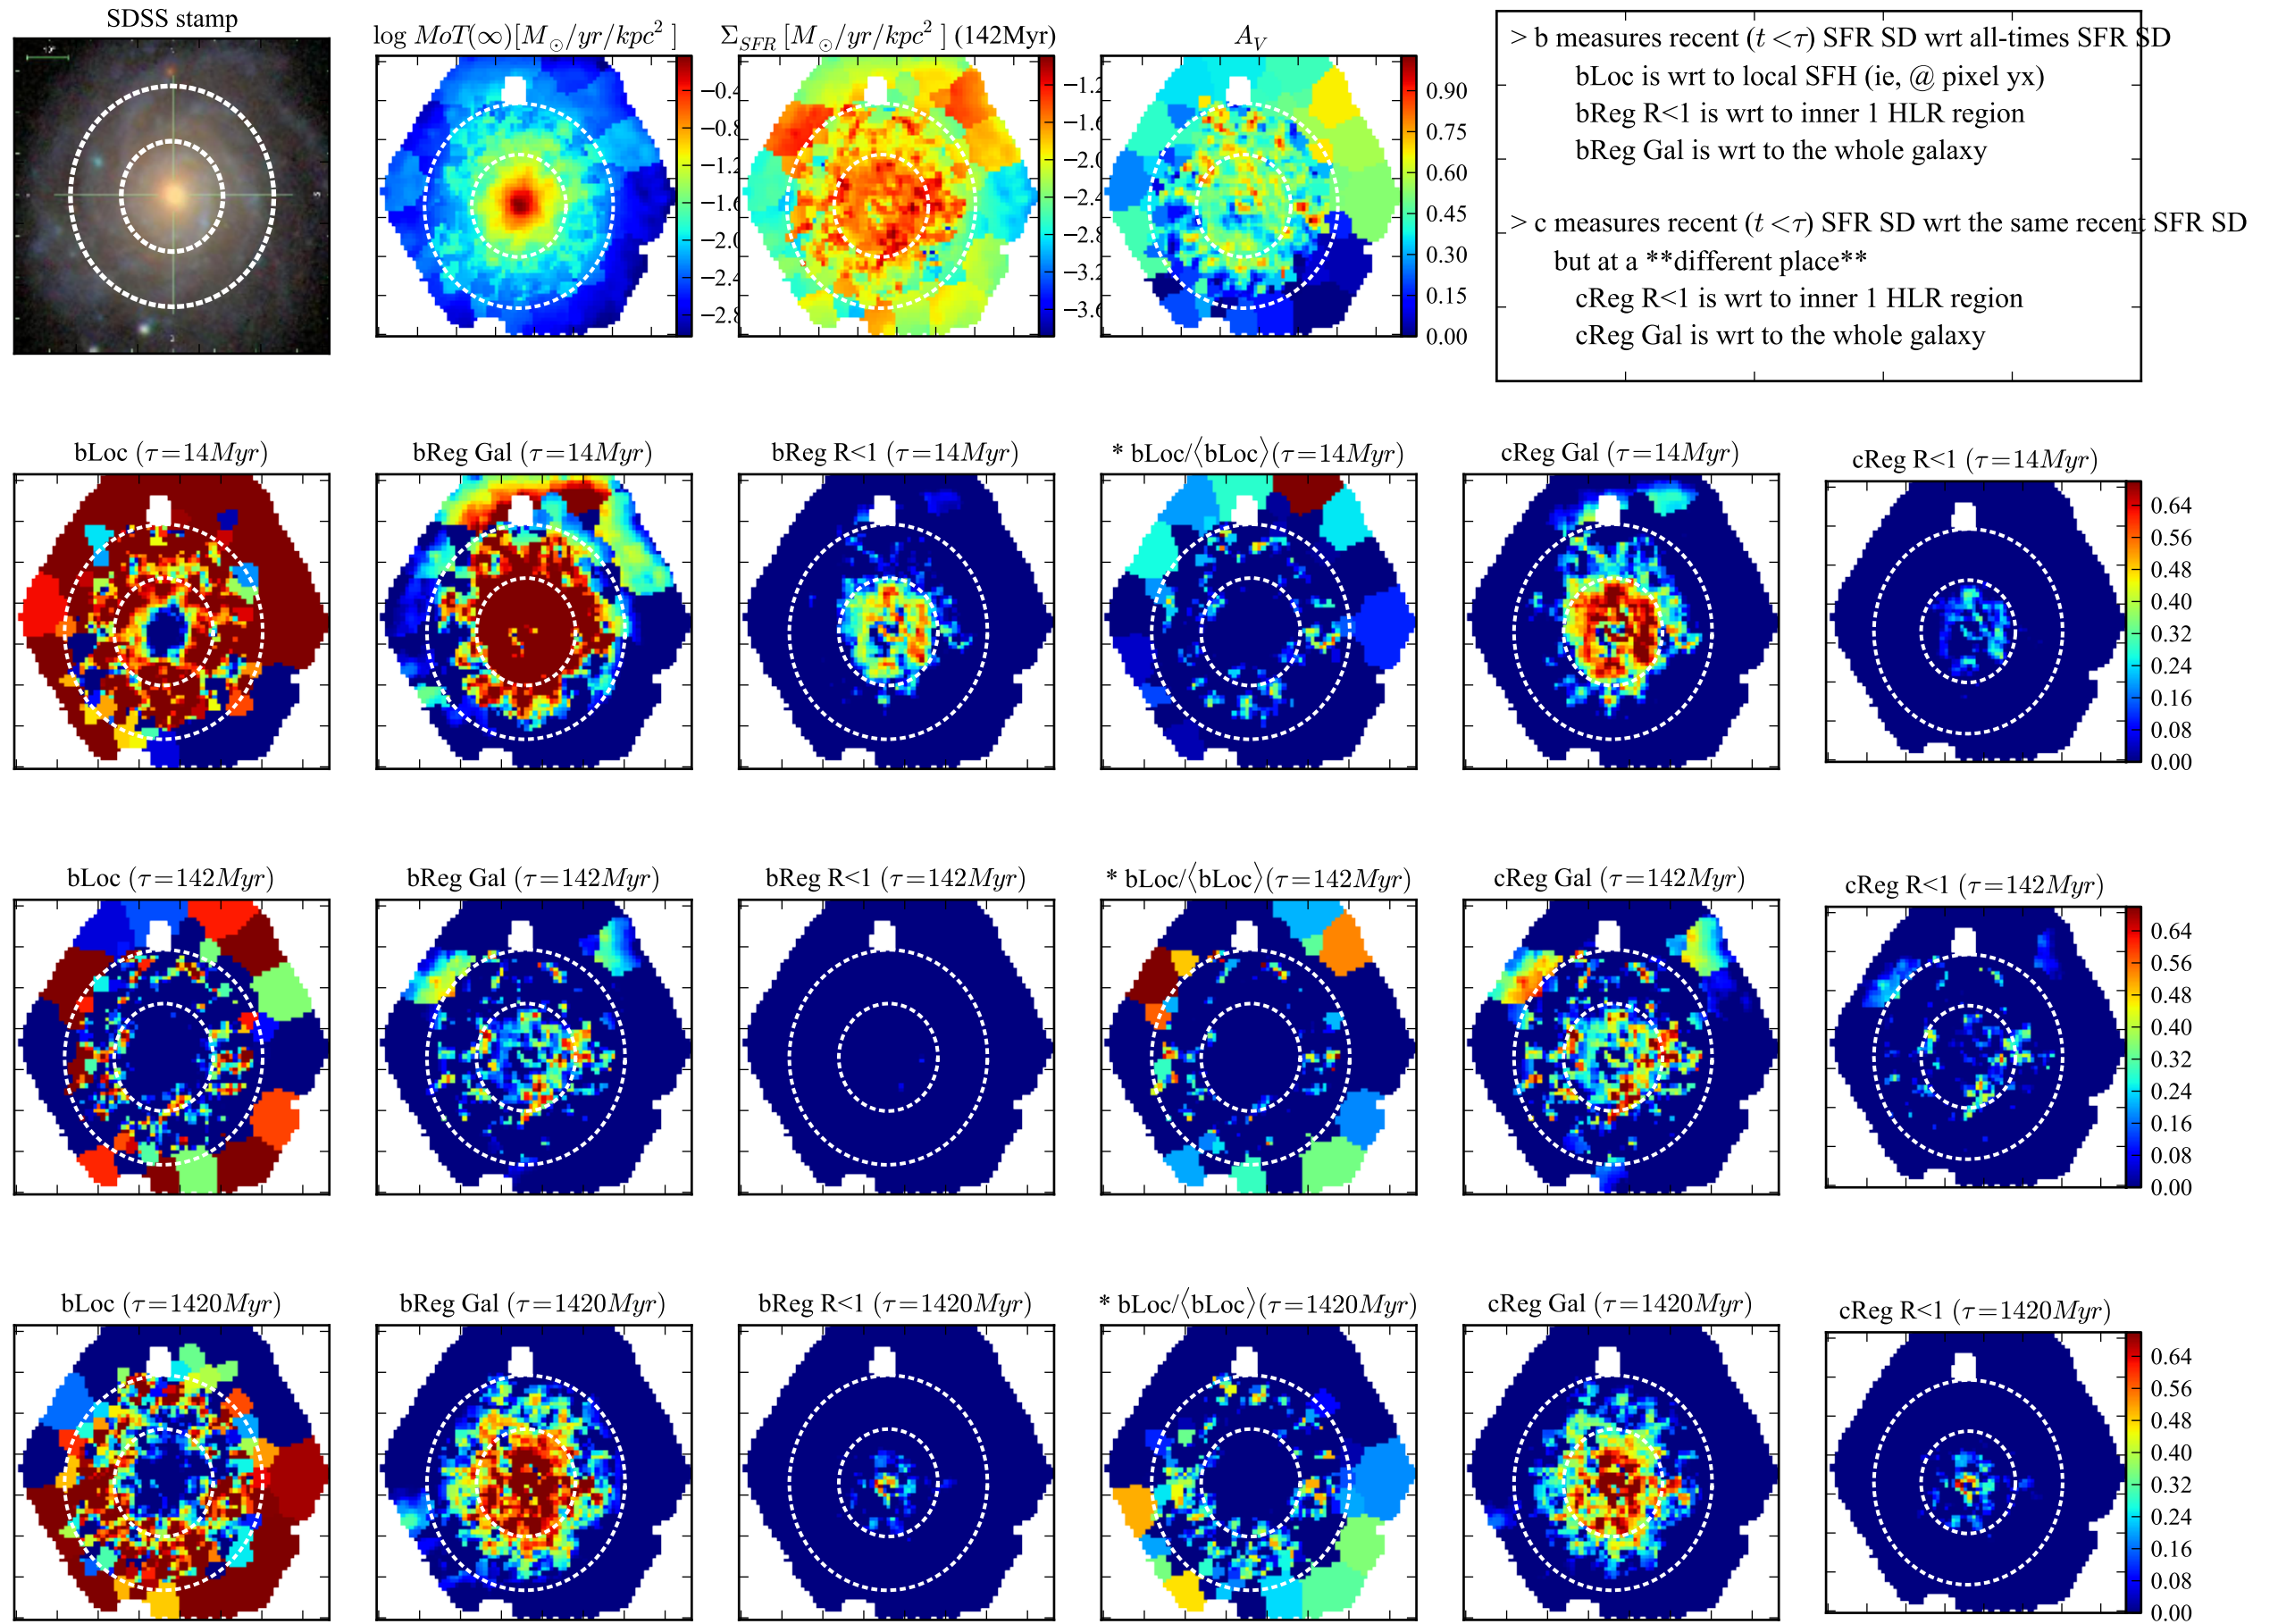 SDSS stamp
log MoT(∞)[M⊙/yr/kpc²]
Σ_SFR [M⊙/yr/kpc²] (142Myr)
A_V
−0.4
−0.8
−1.2
−1.6
−2.0
−2.4
−2.8
−1.2
−1.6
−2.0
−2.4
−2.8
−3.2
−3.6
0.90
0.75
0.60
0.45
0.30
0.15
0.00
> b measures recent (t<τ) SFR SD wrt all-times SFR SD
bLoc is wrt to local SFH (ie, @ pixel yx)
bReg R<1 is wrt to inner 1 HLR region
bReg Gal is wrt to the whole galaxy
> c measures recent (t<τ) SFR SD wrt the same recent SFR SD
but at a **different place**
cReg R<1 is wrt to inner 1 HLR region
cReg Gal is wrt to the whole galaxy
bLoc (τ=14Myr)
bReg Gal (τ=14Myr)
bReg R<1 (τ=14Myr)
* bLoc/⟨bLoc⟩(τ=14Myr)
cReg Gal (τ=14Myr)
cReg R<1 (τ=14Myr)
0.64
0.56
0.48
0.40
0.32
0.24
0.16
0.08
0.00
bLoc (τ=142Myr)
bReg Gal (τ=142Myr)
bReg R<1 (τ=142Myr)
* bLoc/⟨bLoc⟩(τ=142Myr)
cReg Gal (τ=142Myr)
cReg R<1 (τ=142Myr)
0.64
0.56
0.48
0.40
0.32
0.24
0.16
0.08
0.00
bLoc (τ=1420Myr)
bReg Gal (τ=1420Myr)
bReg R<1 (τ=1420Myr)
* bLoc/⟨bLoc⟩(τ=1420Myr)
cReg Gal (τ=1420Myr)
cReg R<1 (τ=1420Myr)
0.64
0.56
0.48
0.40
0.32
0.24
0.16
0.08
0.00